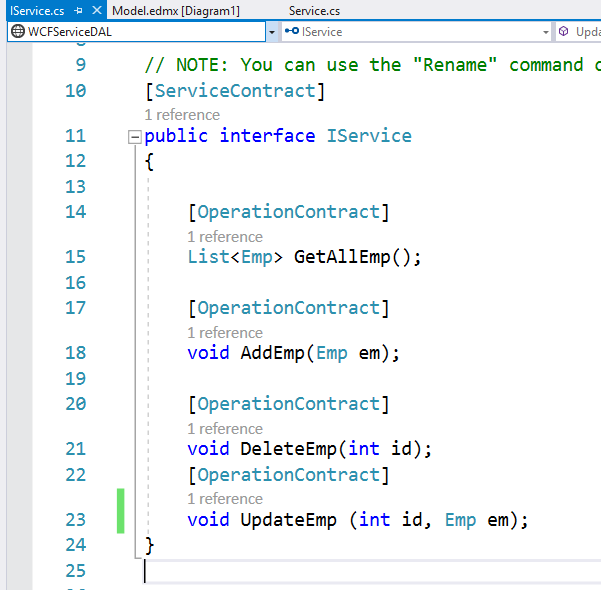 IService.cs Model.edmx [Diagram1] Service.cs
WCFServiceDAL IService
9 // NOTE: You can use the "Rename" command
10 [ServiceContract]
1 reference
11 public interface IService
12 {
13
14 [OperationContract]
1 reference
15 List<Emp> GetAllEmp();
16
17 [OperationContract]
1 reference
18 void AddEmp(Emp em);
19
20 [OperationContract]
1 reference
21 void DeleteEmp(int id);
22 [OperationContract]
1 reference
23 void UpdateEmp (int id, Emp em);
24 }
25